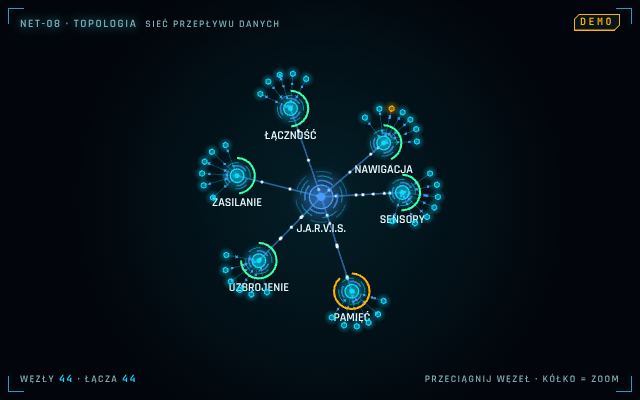 NET-08 · TOPOLOGIA SIEĆ PRZEPŁYWU DANYCH
DEMO
ŁĄCZNOŚĆ
NAWIGACJA
ZASILANIE
SENSORY
J.A.R.V.I.S.
UZBROJENIE
PAMIĘĆ
WĘZŁY 44 · ŁĄCZA 44
PRZECIĄGNIJ WĘZEŁ · KÓŁKO = ZOOM